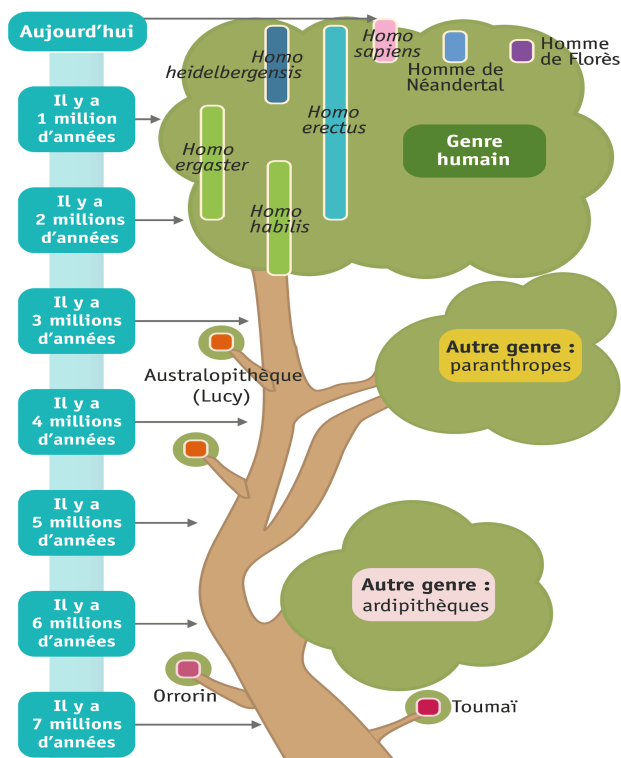 Aujourd'hui
Il y a
1 million
d'années
Il y a
2 millions
d'années
Il y a
3 millions
d'années
Il y a
4 millions
d'années
Il y a
5 millions
d'années
Il y a
6 millions
d'années
Il y a
7 millions
d'années
Homo
heidelbergensis
Homo
sapiens
Homme de
Néandertal
Homme
de Florès
Homo
erectus
Homo
ergaster
Homo
habilis
Genre
humain
Australopithèque
(Lucy)
Autre genre :
paranthropes
Autre genre :
ardipithèques
Orrorin
Toumaï